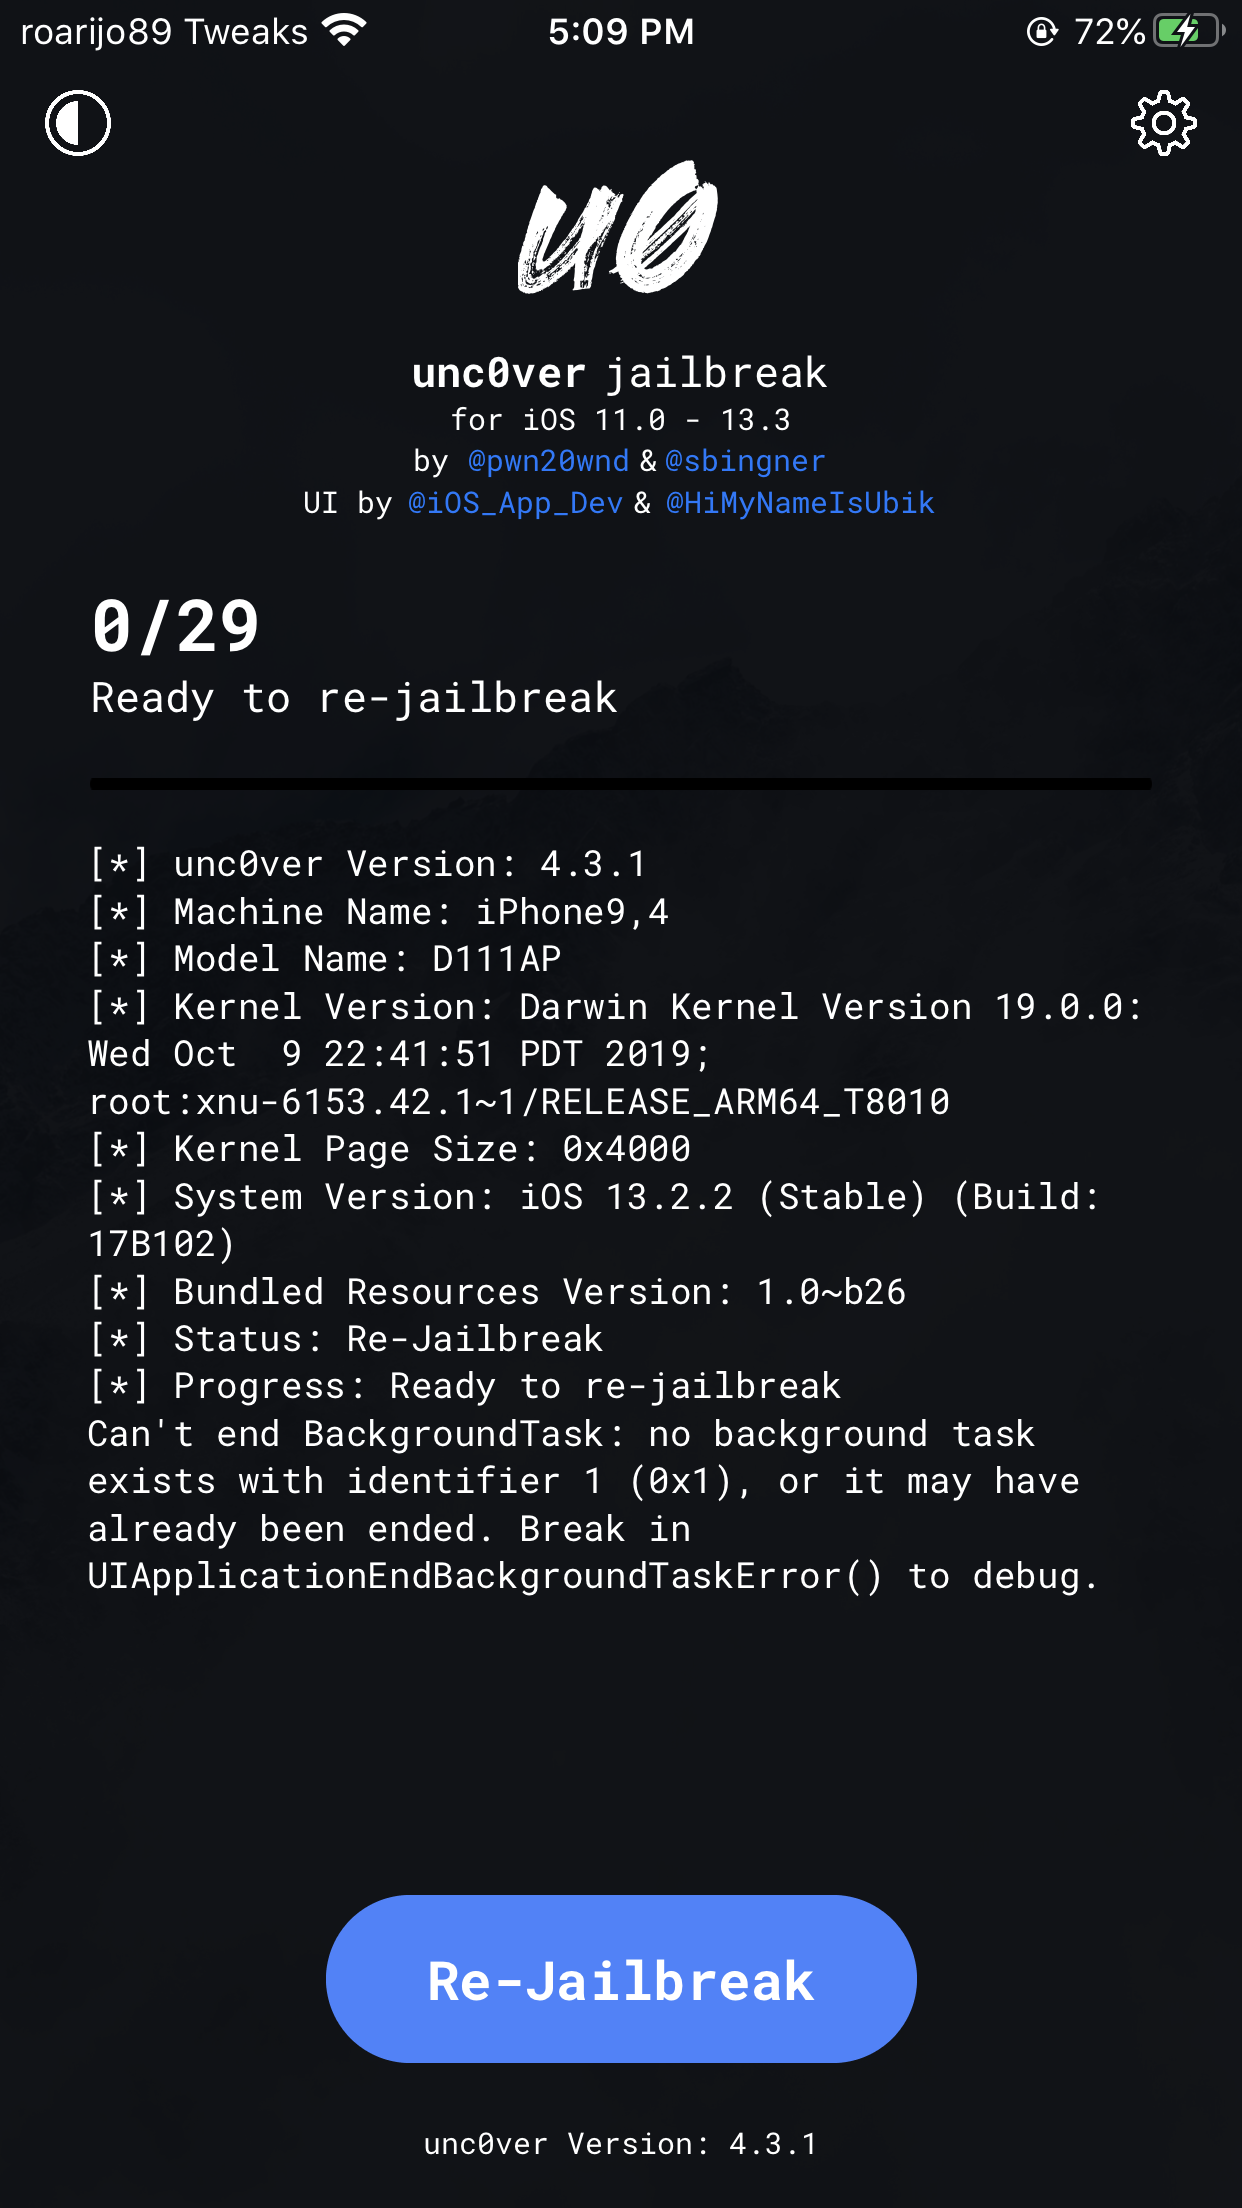 roarijo89 Tweaks 5:09 PM 72%
u0
unc0ver jailbreak
for iOS 11.0 - 13.3
by @pwn20wnd & @sbingner
UI by @iOS_App_Dev & @HiMyNameIsUbik
0/29
Ready to re-jailbreak
[*] unc0ver Version: 4.3.1
[*] Machine Name: iPhone9,4
[*] Model Name: D111AP
[*] Kernel Version: Darwin Kernel Version 19.0.0:
Wed Oct  9 22:41:51 PDT 2019;
root:xnu-6153.42.1~1/RELEASE_ARM64_T8010
[*] Kernel Page Size: 0x4000
[*] System Version: iOS 13.2.2 (Stable) (Build:
17B102)
[*] Bundled Resources Version: 1.0~b26
[*] Status: Re-Jailbreak
[*] Progress: Ready to re-jailbreak
Can't end BackgroundTask: no background task
exists with identifier 1 (0x1), or it may have
already been ended. Break in
UIApplicationEndBackgroundTaskError() to debug.
Re-Jailbreak
unc0ver Version: 4.3.1